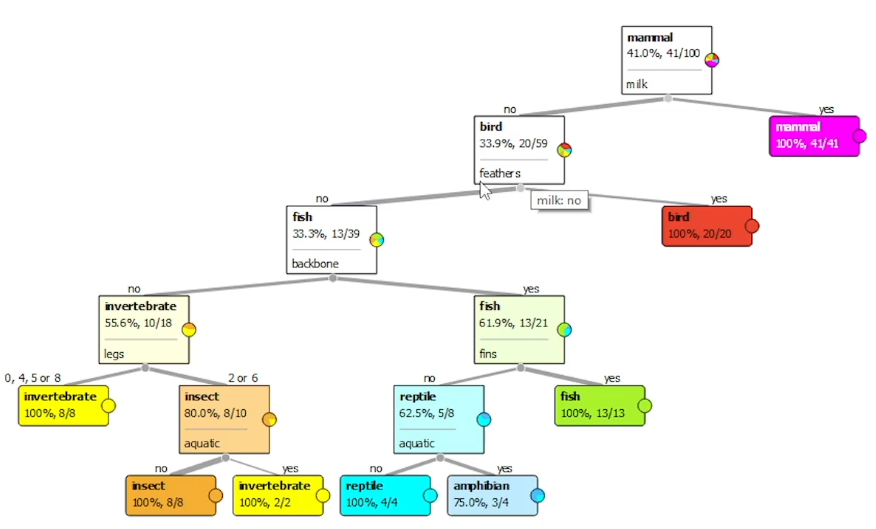 mammal
41.0%, 41/100
milk
no
yes
bird
33.9%, 20/59
feathers
mammal
100%, 41/41
milk: no
no
yes
fish
33.3%, 13/39
backbone
bird
100%, 20/20
no
yes
invertebrate
55.6%, 10/18
legs
fish
61.9%, 13/21
fins
0, 4, 5 or 8
2 or 6
no
yes
invertebrate
100%, 8/8
insect
80.0%, 8/10
aquatic
reptile
62.5%, 5/8
aquatic
fish
100%, 13/13
no
yes
no
yes
insect
100%, 8/8
invertebrate
100%, 2/2
reptile
100%, 4/4
amphibian
75.0%, 3/4